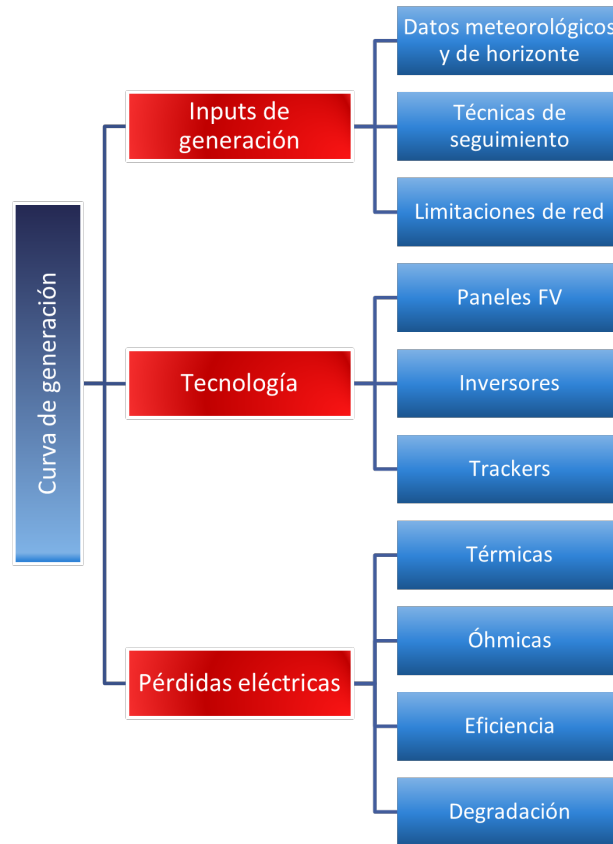 Curva de generación
Inputs de
generación
Datos meteorológicos
y de horizonte
Técnicas de
seguimiento
Limitaciones de red
Tecnología
Paneles FV
Inversores
Trackers
Pérdidas eléctricas
Térmicas
Óhmicas
Eficiencia
Degradación